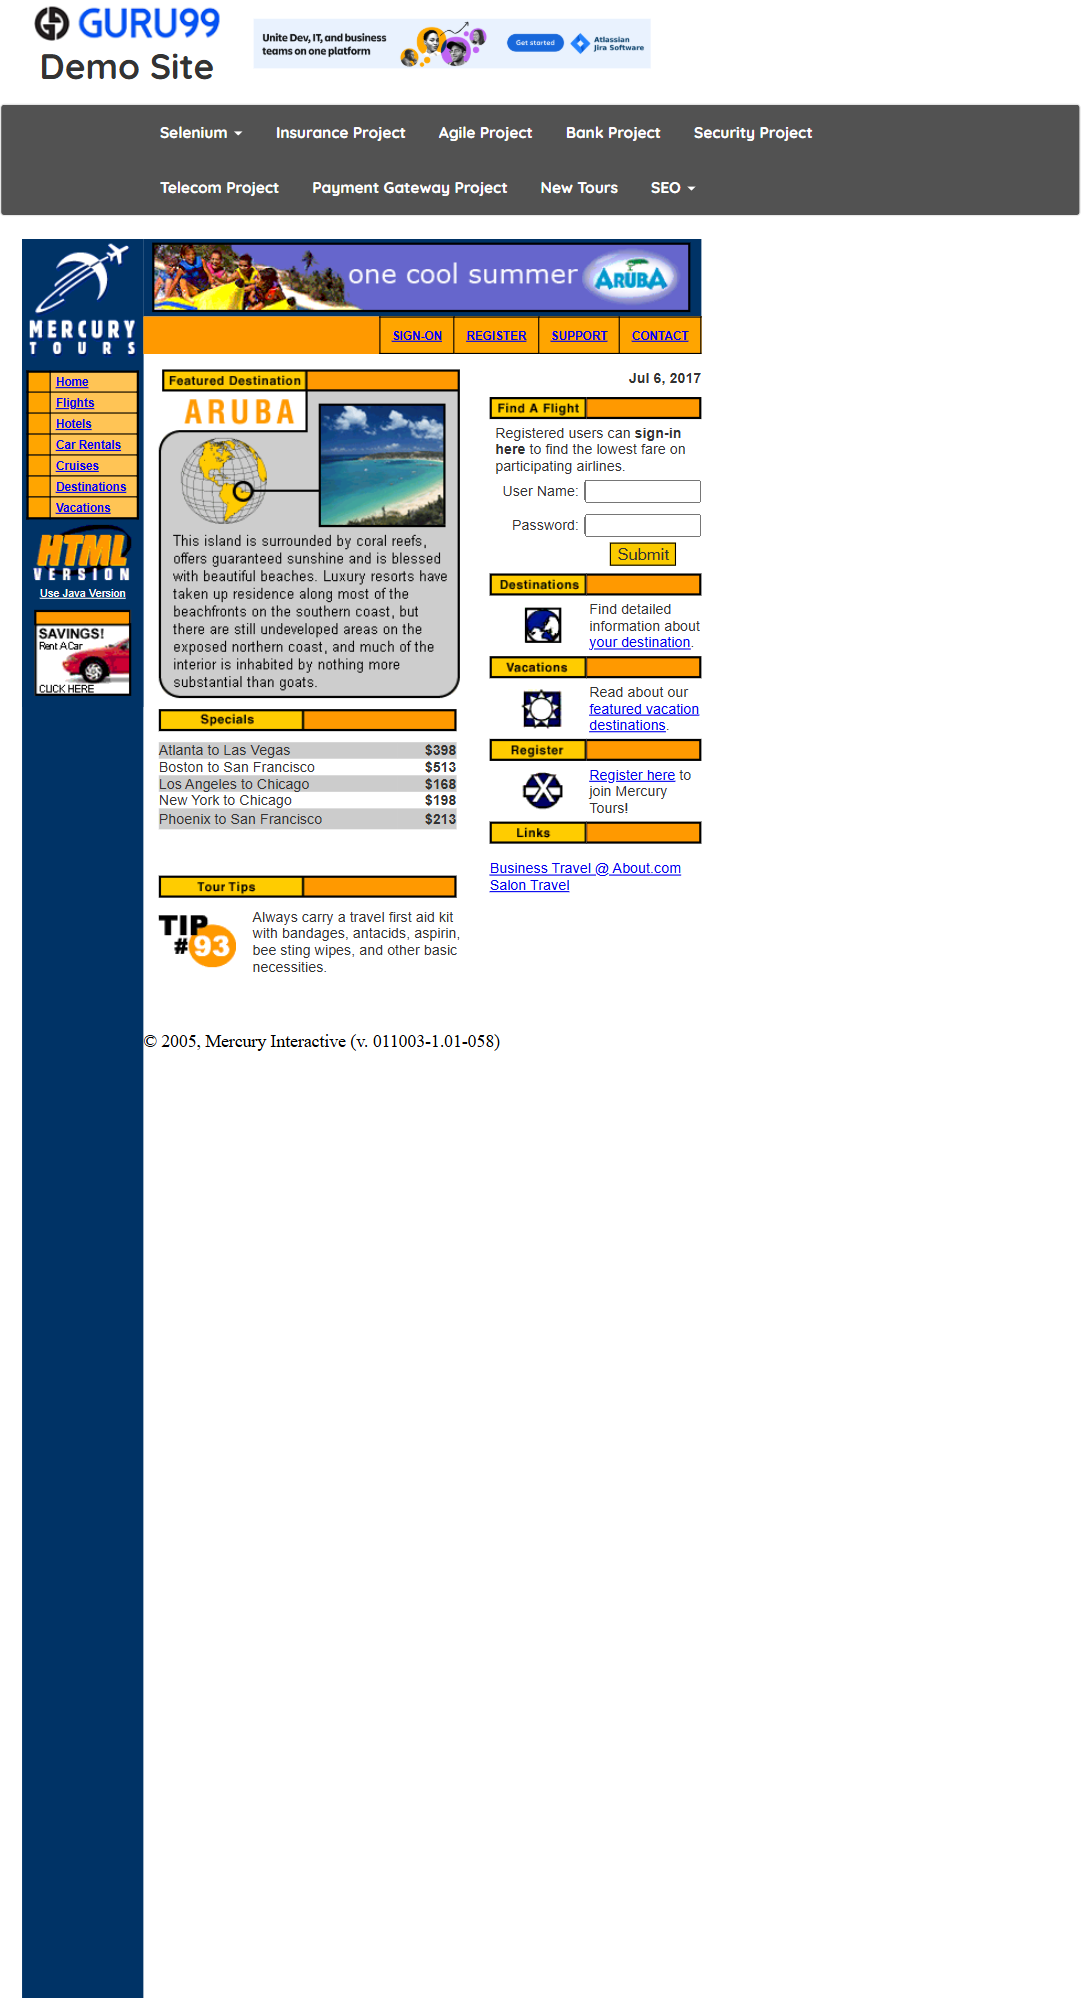 GURU99
Demo Site
Unite Dev, IT, and business
teams on one platform
Get started
Atlassian
Jira Software
Selenium
Insurance Project
Agile Project
Bank Project
Security Project
Telecom Project
Payment Gateway Project
New Tours
SEO
MERCURY
TOURS
one cool summer
ARUBA
SIGN-ON
REGISTER
SUPPORT
CONTACT
Home
Flights
Hotels
Car Rentals
Cruises
Destinations
Vacations
HTML
VERSION
Use Java Version
SAVINGS!
Rent A Car
CLICK HERE
Featured Destination
ARUBA
This island is surrounded by coral reefs,
offers guaranteed sunshine and is blessed
with beautiful beaches. Luxury resorts have
taken up residence along most of the
beachfronts on the southern coast, but
there are still undeveloped areas on the
exposed northern coast, and much of the
interior is inhabited by nothing more
substantial than goats.
Specials
Atlanta to Las Vegas $398
Boston to San Francisco $513
Los Angeles to Chicago $168
New York to Chicago $198
Phoenix to San Francisco $213
Tour Tips
TIP
#93
Always carry a travel first aid kit
with bandages, antacids, aspirin,
bee sting wipes, and other basic
necessities.
Jul 6, 2017
Find A Flight
Registered users can sign-in
here to find the lowest fare on
participating airlines.
User Name:
Password:
Submit
Destinations
Find detailed
information about
your destination.
Vacations
Read about our
featured vacation
destinations.
Register
Register here to
join Mercury
Tours!
Links
Business Travel @ About.com
Salon Travel
© 2005, Mercury Interactive (v. 011003-1.01-058)